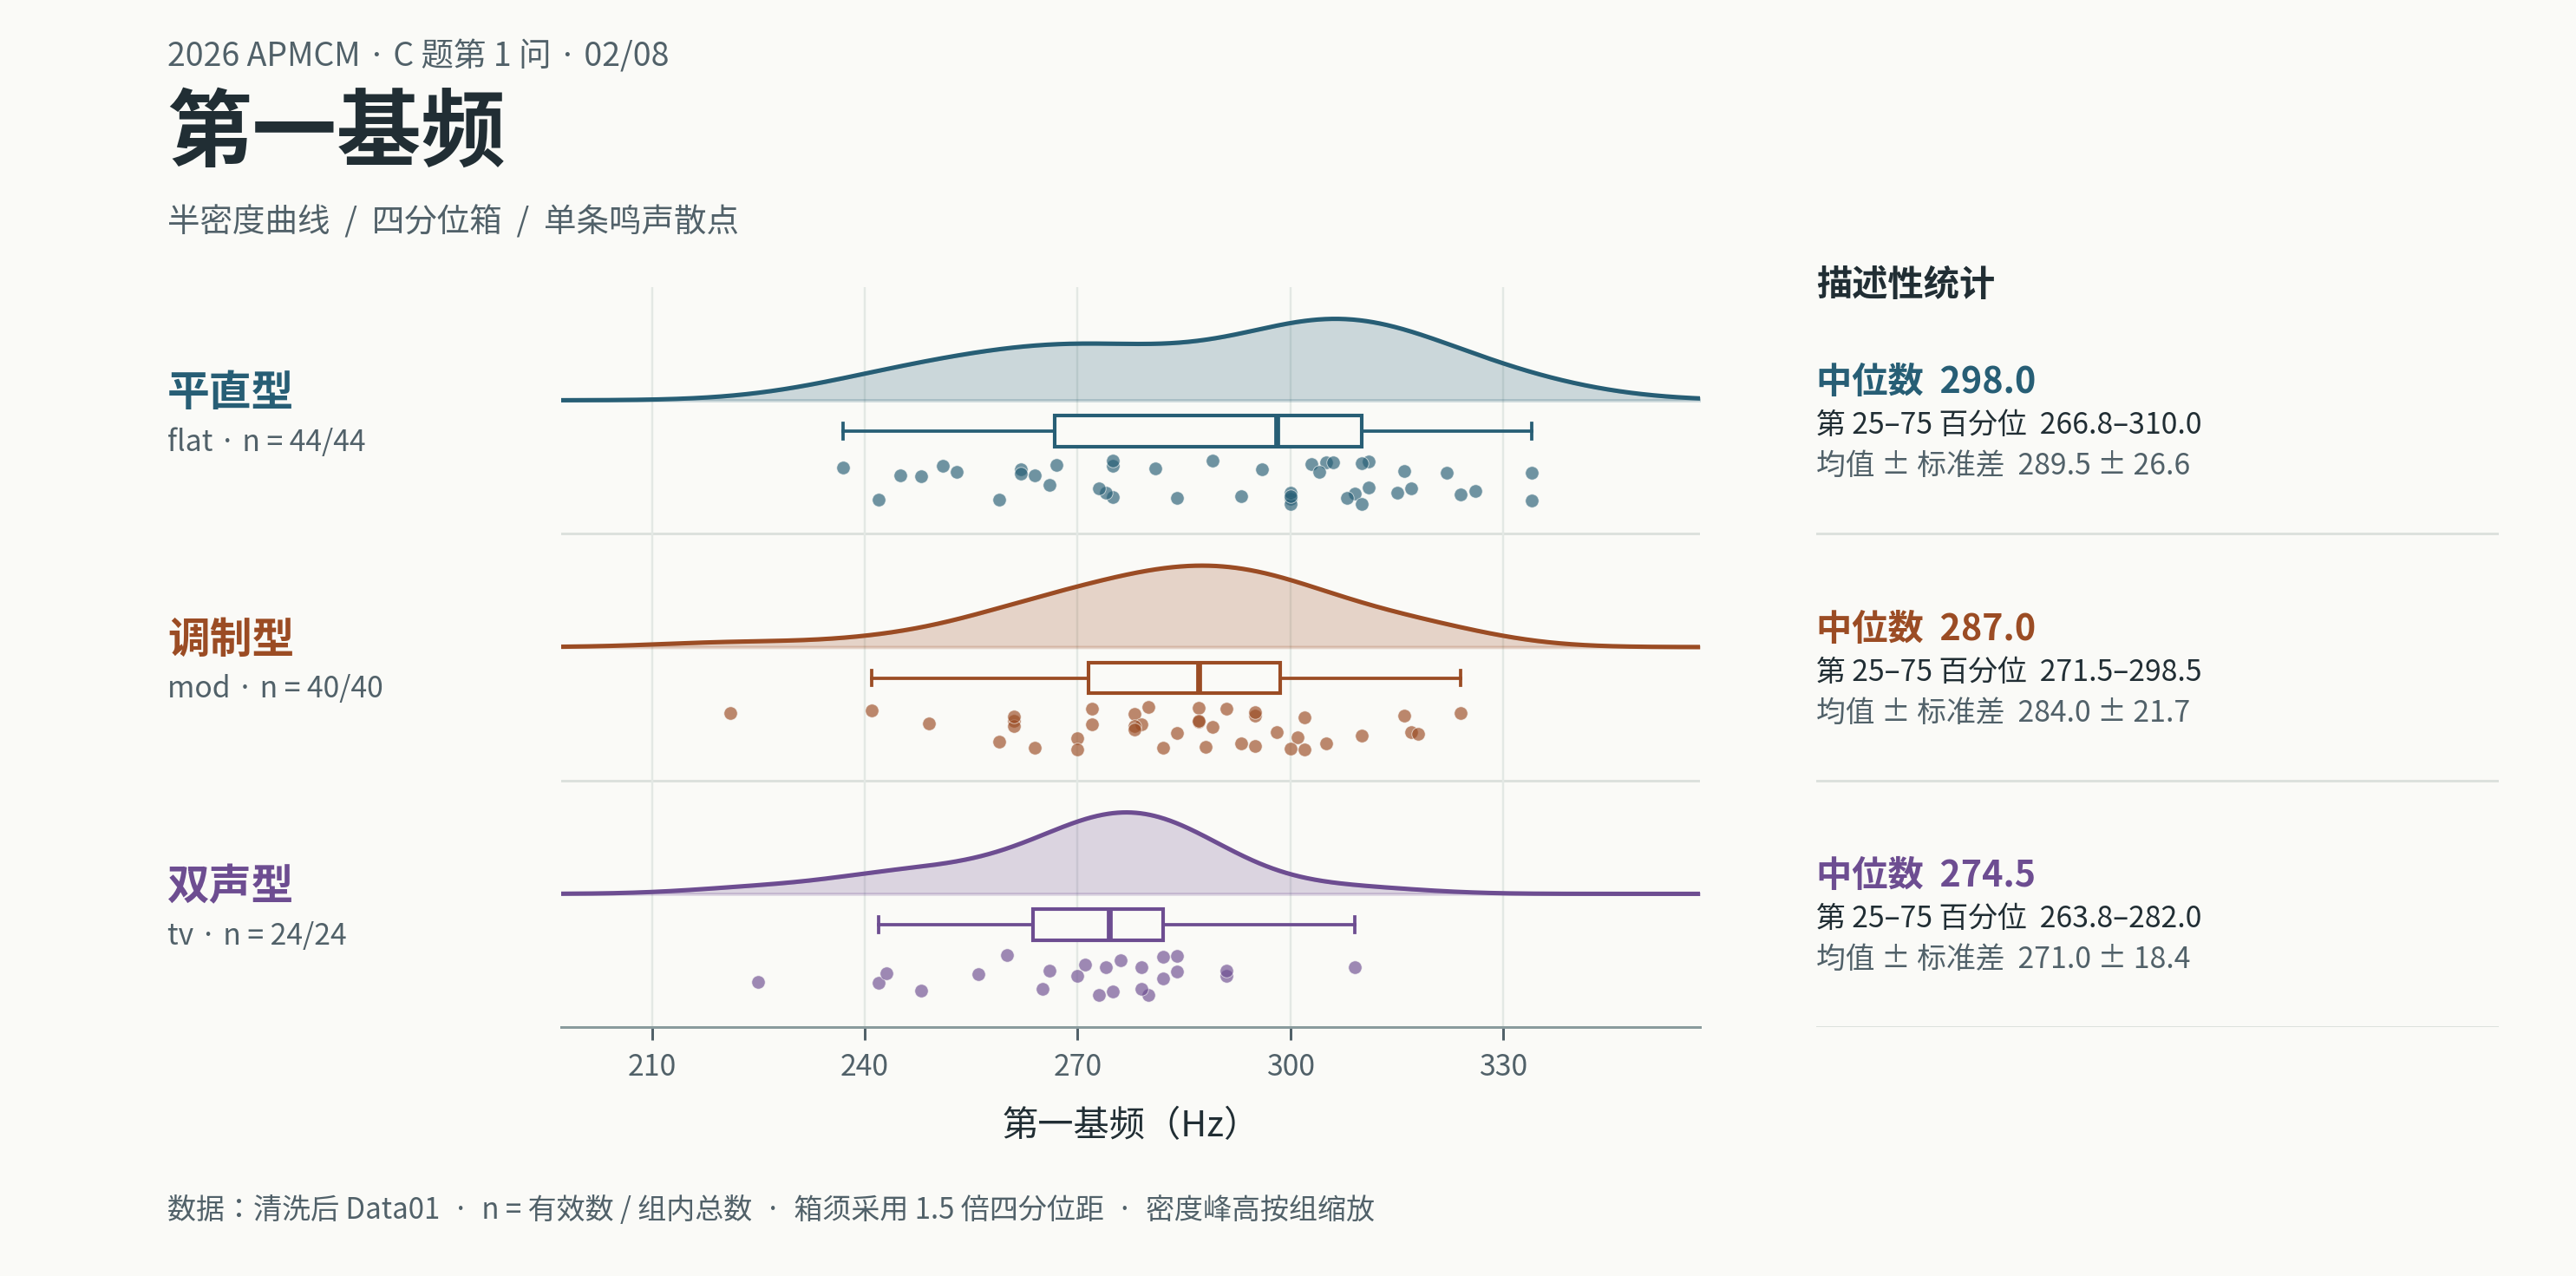 2026 APMCM · C 题第 1 问 · 02/08
第一基频
半密度曲线 / 四分位箱 / 单条鸣声散点
描述性统计
平直型
flat · n = 44/44
中位数 298.0
第 25–75 百分位 266.8–310.0
均值 ± 标准差 289.5 ± 26.6
调制型
mod · n = 40/40
中位数 287.0
第 25–75 百分位 271.5–298.5
均值 ± 标准差 284.0 ± 21.7
双声型
tv · n = 24/24
中位数 274.5
第 25–75 百分位 263.8–282.0
均值 ± 标准差 271.0 ± 18.4
210 240 270 300 330
第一基频（Hz）
数据：清洗后 Data01 · n = 有效数 / 组内总数 · 箱须采用 1.5 倍四分位距 · 密度峰高按组缩放